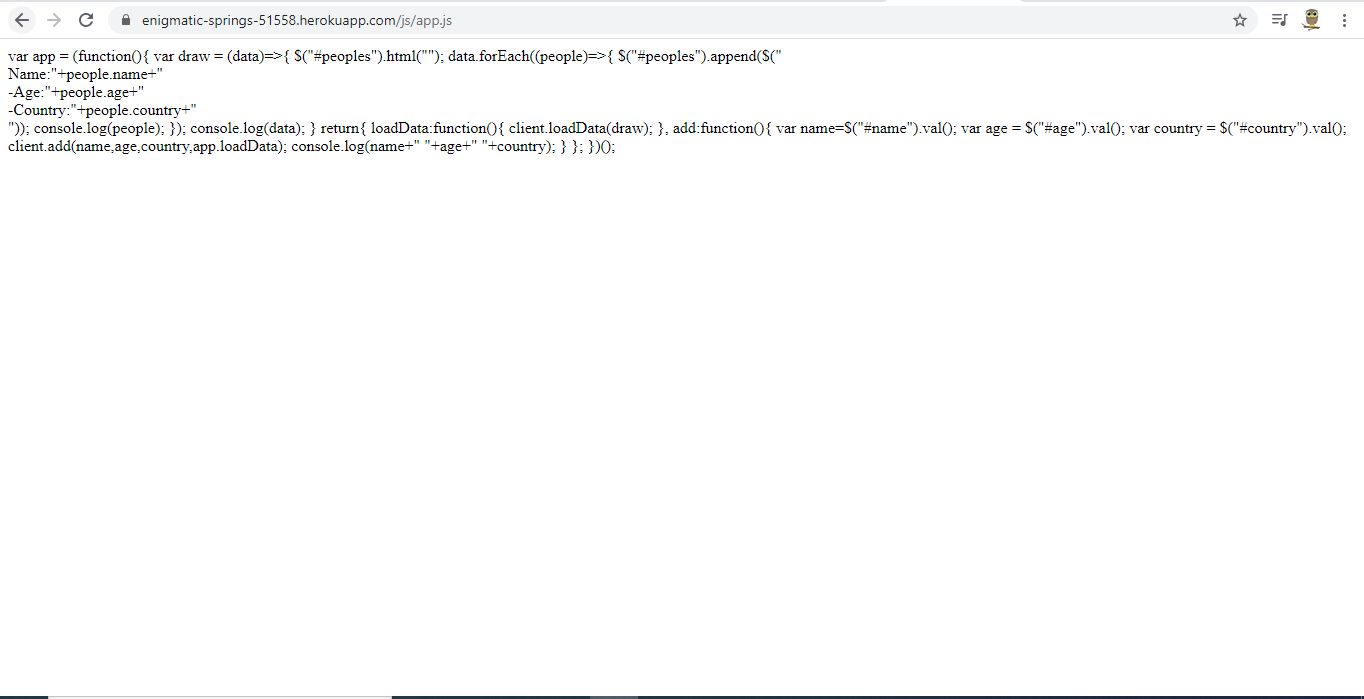 enigmatic-springs-51558.herokuapp.com/js/app.js
var app = (function(){ var draw = (data)=>{ $("#peoples").html(""); data.forEach((people)=>{ $("#peoples").append($("
Name:"+people.name+"
-Age:"+people.age+"
-Country:"+people.country+"
")); console.log(people); }); console.log(data); } return{ loadData:function(){ client.loadData(draw); }, add:function(){ var name=$("#name").val(); var age = $("#age").val(); var country = $("#country").val();
client.add(name,age,country,app.loadData); console.log(name+" "+age+" "+country); } }; })();